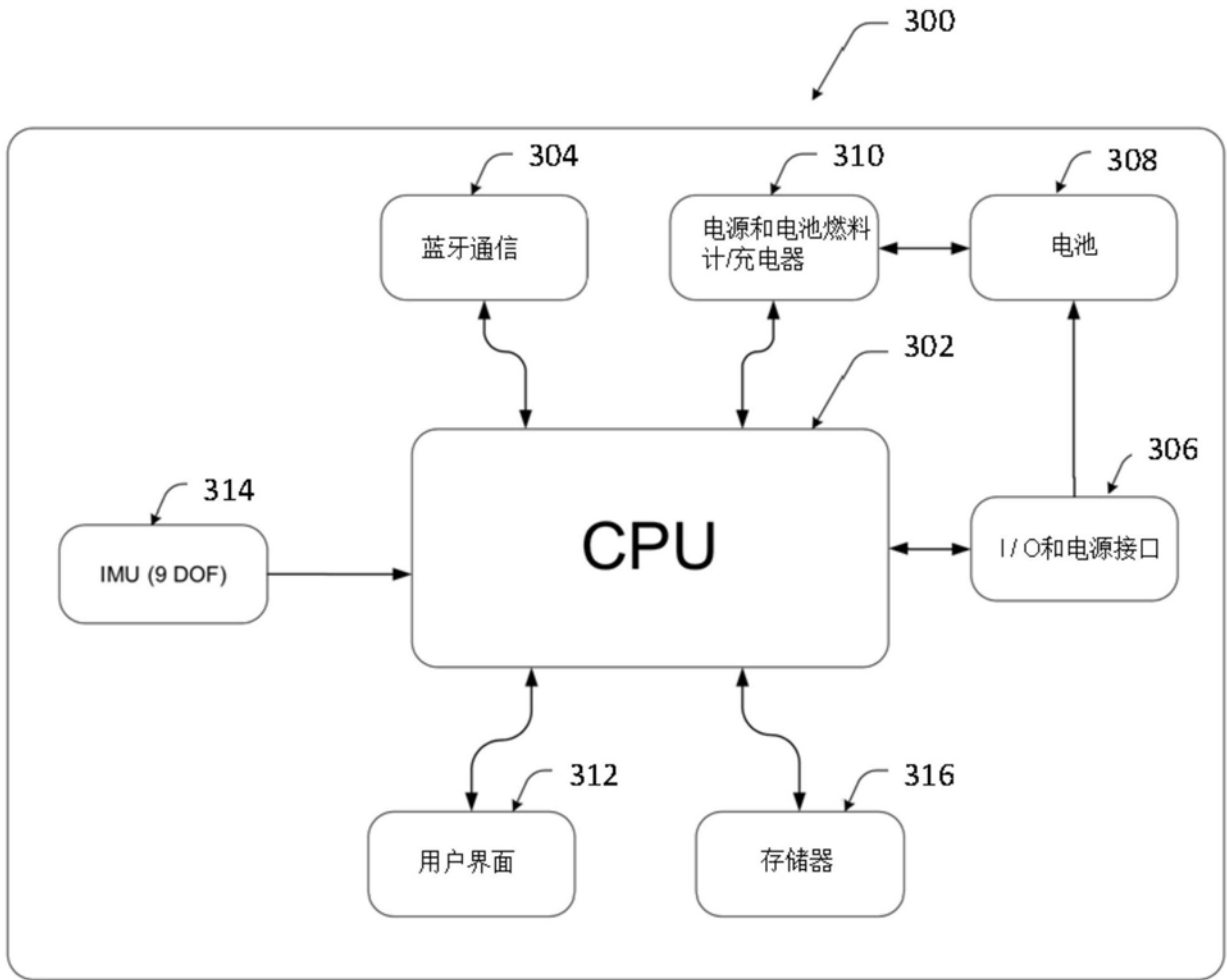 300
304
310
308
蓝牙通信
电源和电池燃料
计/充电器
电池
302
306
314
CPU
I/O和电源接口
IMU (9 DOF)
312
316
用户界面
存储器